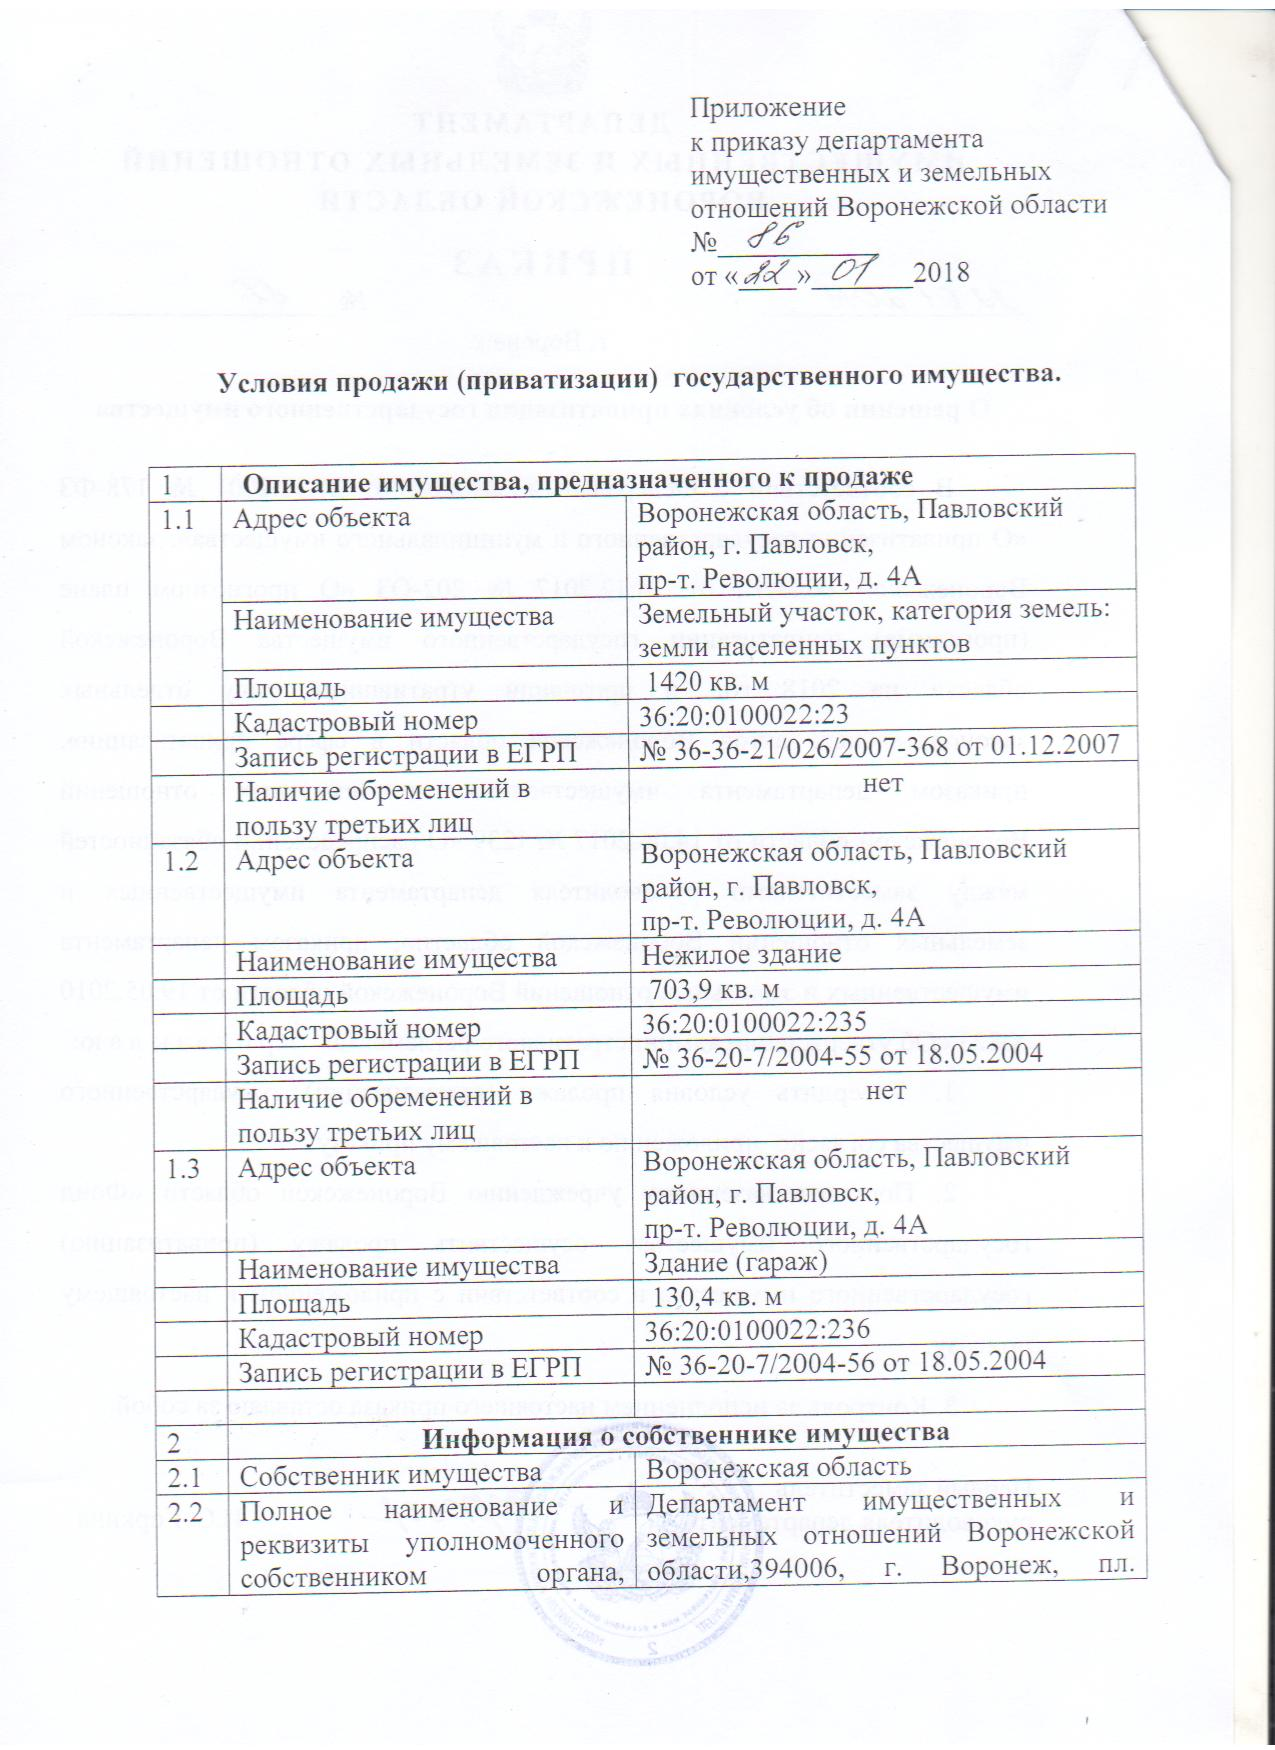 Приложение
к приказу департамента
имущественных и земельных
отношений Воронежской области
№ 86
от «22» 01 2018
Условия продажи (приватизации) государственного имущества.
1 Описание имущества, предназначенного к продаже
1.1 Адрес объекта Воронежская область, Павловский
район, г. Павловск,
пр-т. Революции, д. 4А
Наименование имущества Земельный участок, категория земель:
земли населенных пунктов
Площадь 1420 кв. м
Кадастровый номер 36:20:0100022:23
Запись регистрации в ЕГРП № 36-36-21/026/2007-368 от 01.12.2007
Наличие обременений в нет
пользу третьих лиц
1.2 Адрес объекта Воронежская область, Павловский
район, г. Павловск,
пр-т. Революции, д. 4А
Наименование имущества Нежилое здание
Площадь 703,9 кв. м
Кадастровый номер 36:20:0100022:235
Запись регистрации в ЕГРП № 36-20-7/2004-55 от 18.05.2004
Наличие обременений в нет
пользу третьих лиц
1.3 Адрес объекта Воронежская область, Павловский
район, г. Павловск,
пр-т. Революции, д. 4А
Наименование имущества Здание (гараж)
Площадь 130,4 кв. м
Кадастровый номер 36:20:0100022:236
Запись регистрации в ЕГРП № 36-20-7/2004-56 от 18.05.2004
2 Информация о собственнике имущества
2.1 Собственник имущества Воронежская область
2.2 Полное наименование и Департамент имущественных и
реквизиты уполномоченного земельных отношений Воронежской
собственником органа, области,394006, г. Воронеж, пл.